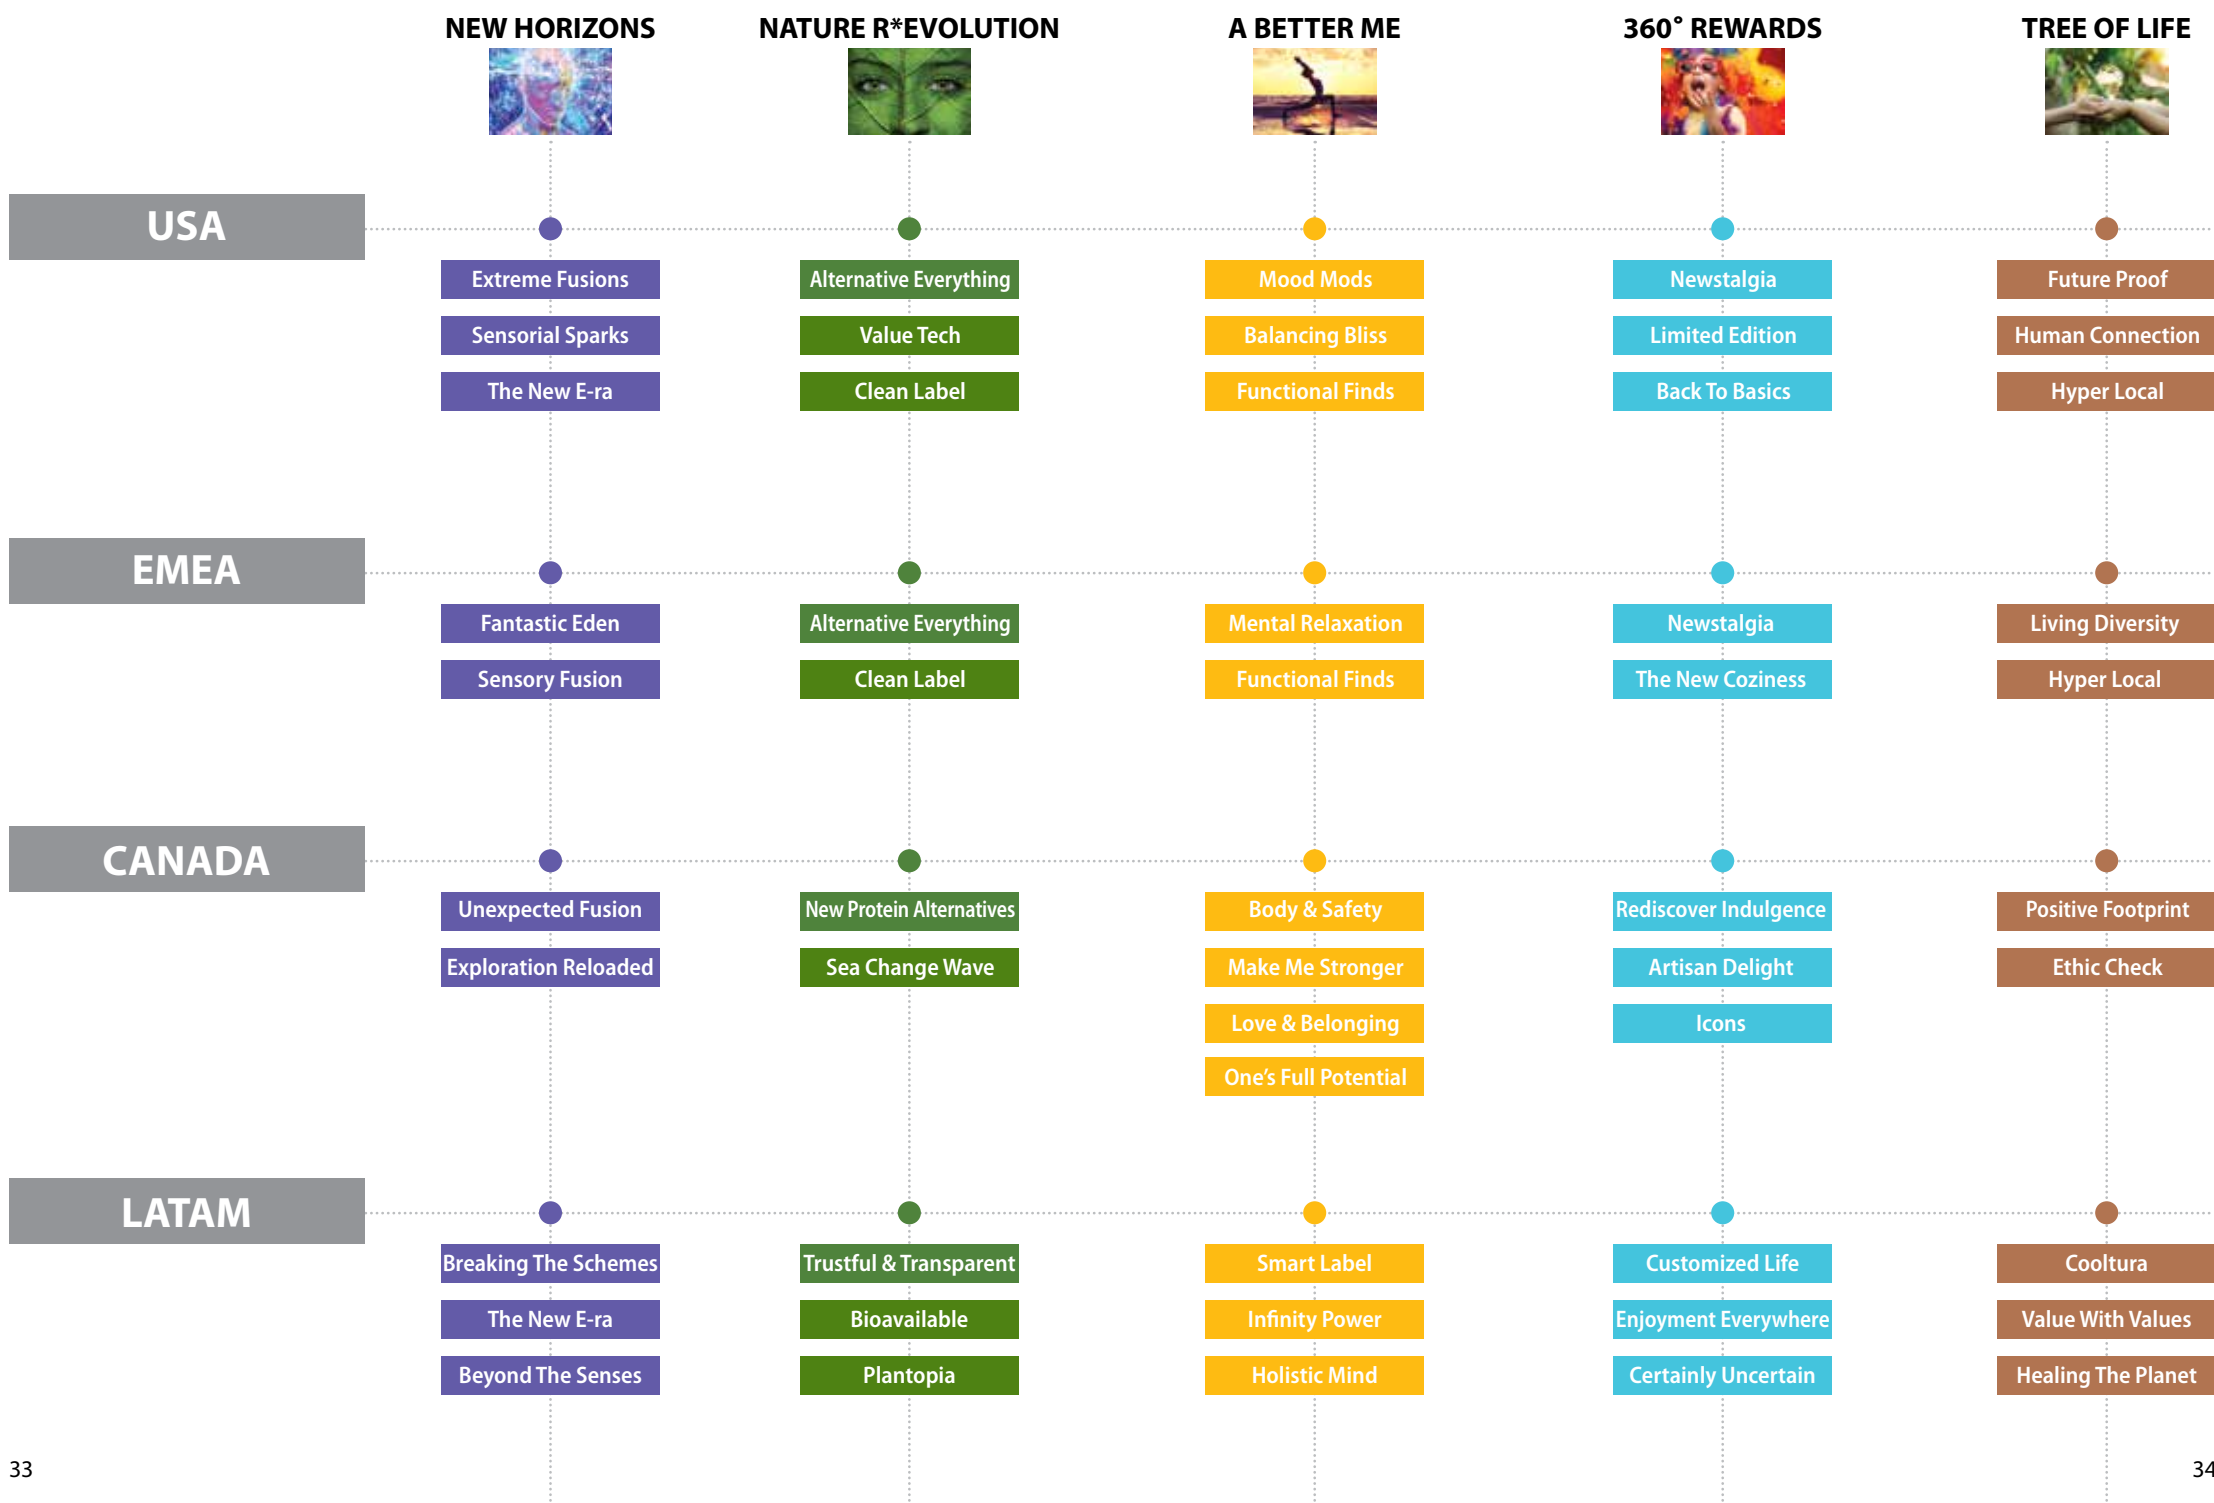 NEW HORIZONS
NATURE R*EVOLUTION
A BETTER ME
360° REWARDS
TREE OF LIFE
USA
Extreme Fusions
Alternative Everything
Mood Mods
Newstalgia
Future Proof
Sensorial Sparks
Value Tech
Balancing Bliss
Limited Edition
Human Connection
The New E-ra
Clean Label
Functional Finds
Back To Basics
Hyper Local
EMEA
Fantastic Eden
Alternative Everything
Mental Relaxation
Newstalgia
Living Diversity
Sensory Fusion
Clean Label
Functional Finds
The New Coziness
Hyper Local
CANADA
Unexpected Fusion
New Protein Alternatives
Body & Safety
Rediscover Indulgence
Positive Footprint
Exploration Reloaded
Sea Change Wave
Make Me Stronger
Artisan Delight
Ethic Check
Love & Belonging
Icons
One's Full Potential
LATAM
Breaking The Schemes
Trustful & Transparent
Smart Label
Customized Life
Cooltura
The New E-ra
Bioavailable
Infinity Power
Enjoyment Everywhere
Value With Values
Beyond The Senses
Plantopia
Holistic Mind
Certainly Uncertain
Healing The Planet
33
34